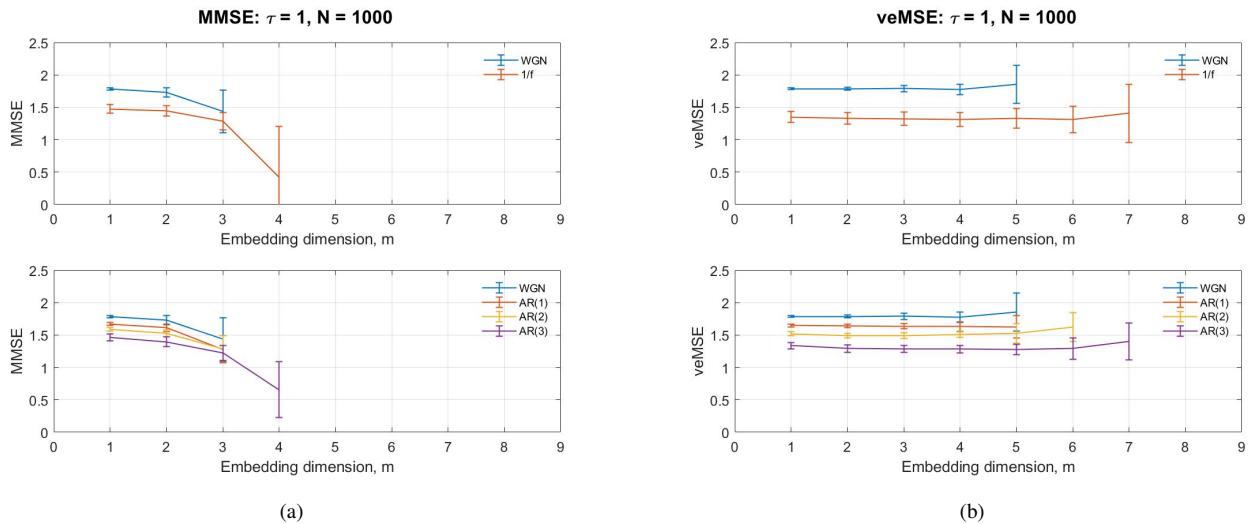 MMSE: τ = 1, N = 1000
2.5
2
1.5
1
0.5
0
MMSE
WGN
1/f
0 1 2 3 4 5 6 7 8 9
Embedding dimension, m
2.5
2
1.5
1
0.5
0
MMSE
WGN
AR(1)
AR(2)
AR(3)
0 1 2 3 4 5 6 7 8 9
Embedding dimension, m
(a)
veMSE: τ = 1, N = 1000
2.5
2
1.5
1
0.5
0
veMSE
WGN
1/f
0 1 2 3 4 5 6 7 8 9
Embedding dimension, m
2.5
2
1.5
1
0.5
0
veMSE
WGN
AR(1)
AR(2)
AR(3)
0 1 2 3 4 5 6 7 8 9
Embedding dimension, m
(b)